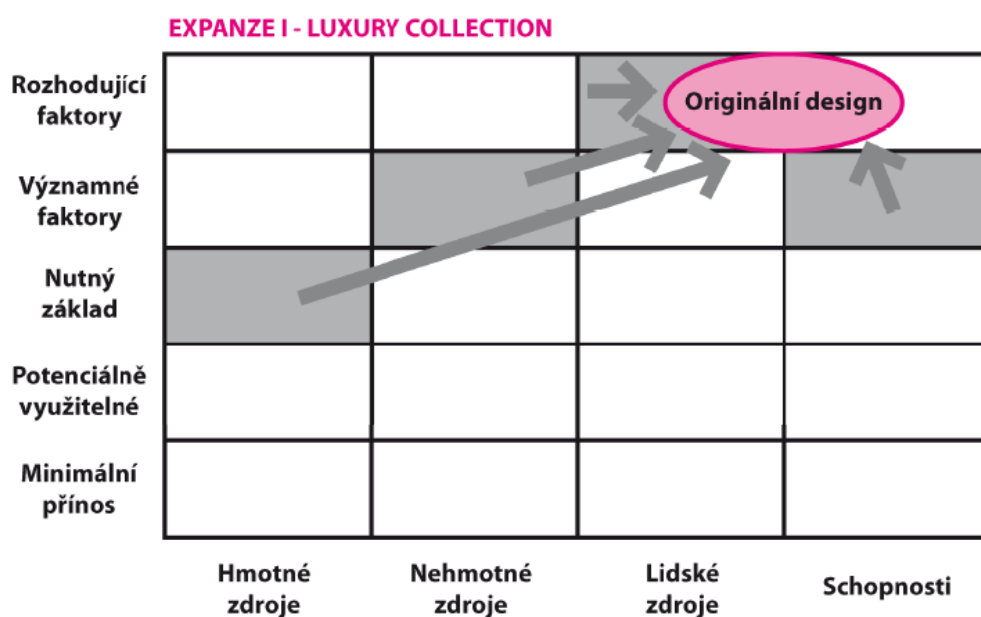 EXPANZE I - LUXURY COLLECTION
Rozhodující
faktory
Originální design
Významné
faktory
Nutný
základ
Potenciálně
využitelné
Minimální
přínos
Hmotné
zdroje
Nehmotné
zdroje
Lidské
zdroje
Schopnosti